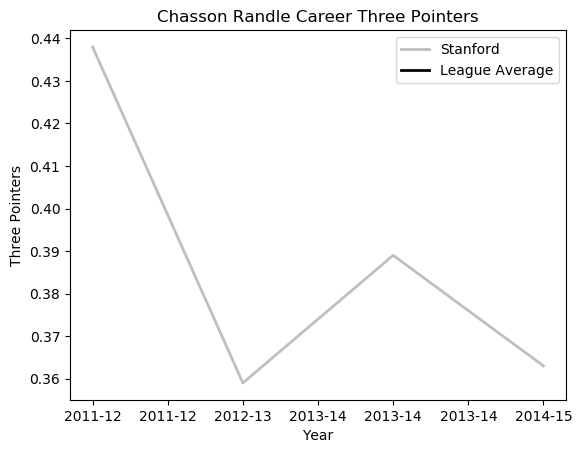 Chasson Randle Career Three Pointers
Stanford
League Average
Three Pointers
0.44
0.43
0.42
0.41
0.40
0.39
0.38
0.37
0.36
2011-12 2011-12 2012-13 2013-14 2013-14 2013-14 2014-15
Year